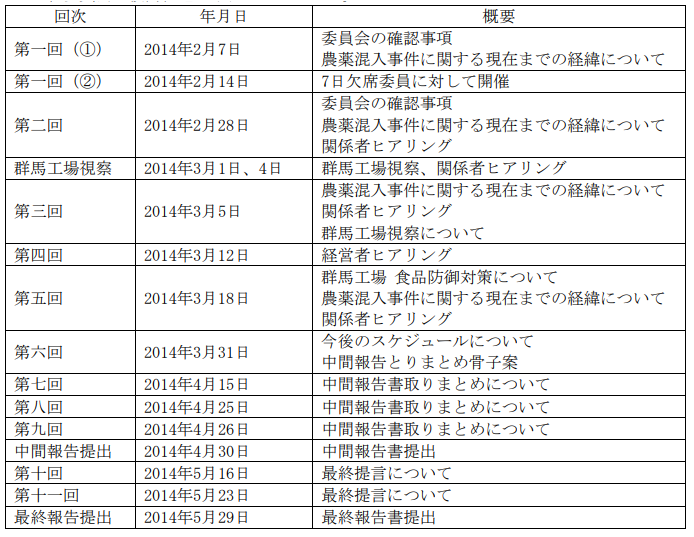 回次 年月日 概要
第一回（①） 2014年2月7日 委員会の確認事項
農薬混入事件に関する現在までの経緯について
第一回（②） 2014年2月14日 7日欠席委員に対して開催
第二回 2014年2月28日 委員会の確認事項
農薬混入事件に関する現在までの経緯について
関係者ヒアリング
群馬工場視察 2014年3月1日、4日 群馬工場視察、関係者ヒアリング
第三回 2014年3月5日 農薬混入事件に関する現在までの経緯について
関係者ヒアリング
群馬工場視察について
第四回 2014年3月12日 経営者ヒアリング
第五回 2014年3月18日 群馬工場 食品防御対策について
農薬混入事件に関する現在までの経緯について
関係者ヒアリング
第六回 2014年3月31日 今後のスケジュールについて
中間報告とりまとめ骨子案
第七回 2014年4月15日 中間報告書取りまとめについて
第八回 2014年4月25日 中間報告書取りまとめについて
第九回 2014年4月26日 中間報告書取りまとめについて
中間報告提出 2014年4月30日 中間報告書提出
第十回 2014年5月16日 最終提言について
第十一回 2014年5月23日 最終提言について
最終報告提出 2014年5月29日 最終報告書提出